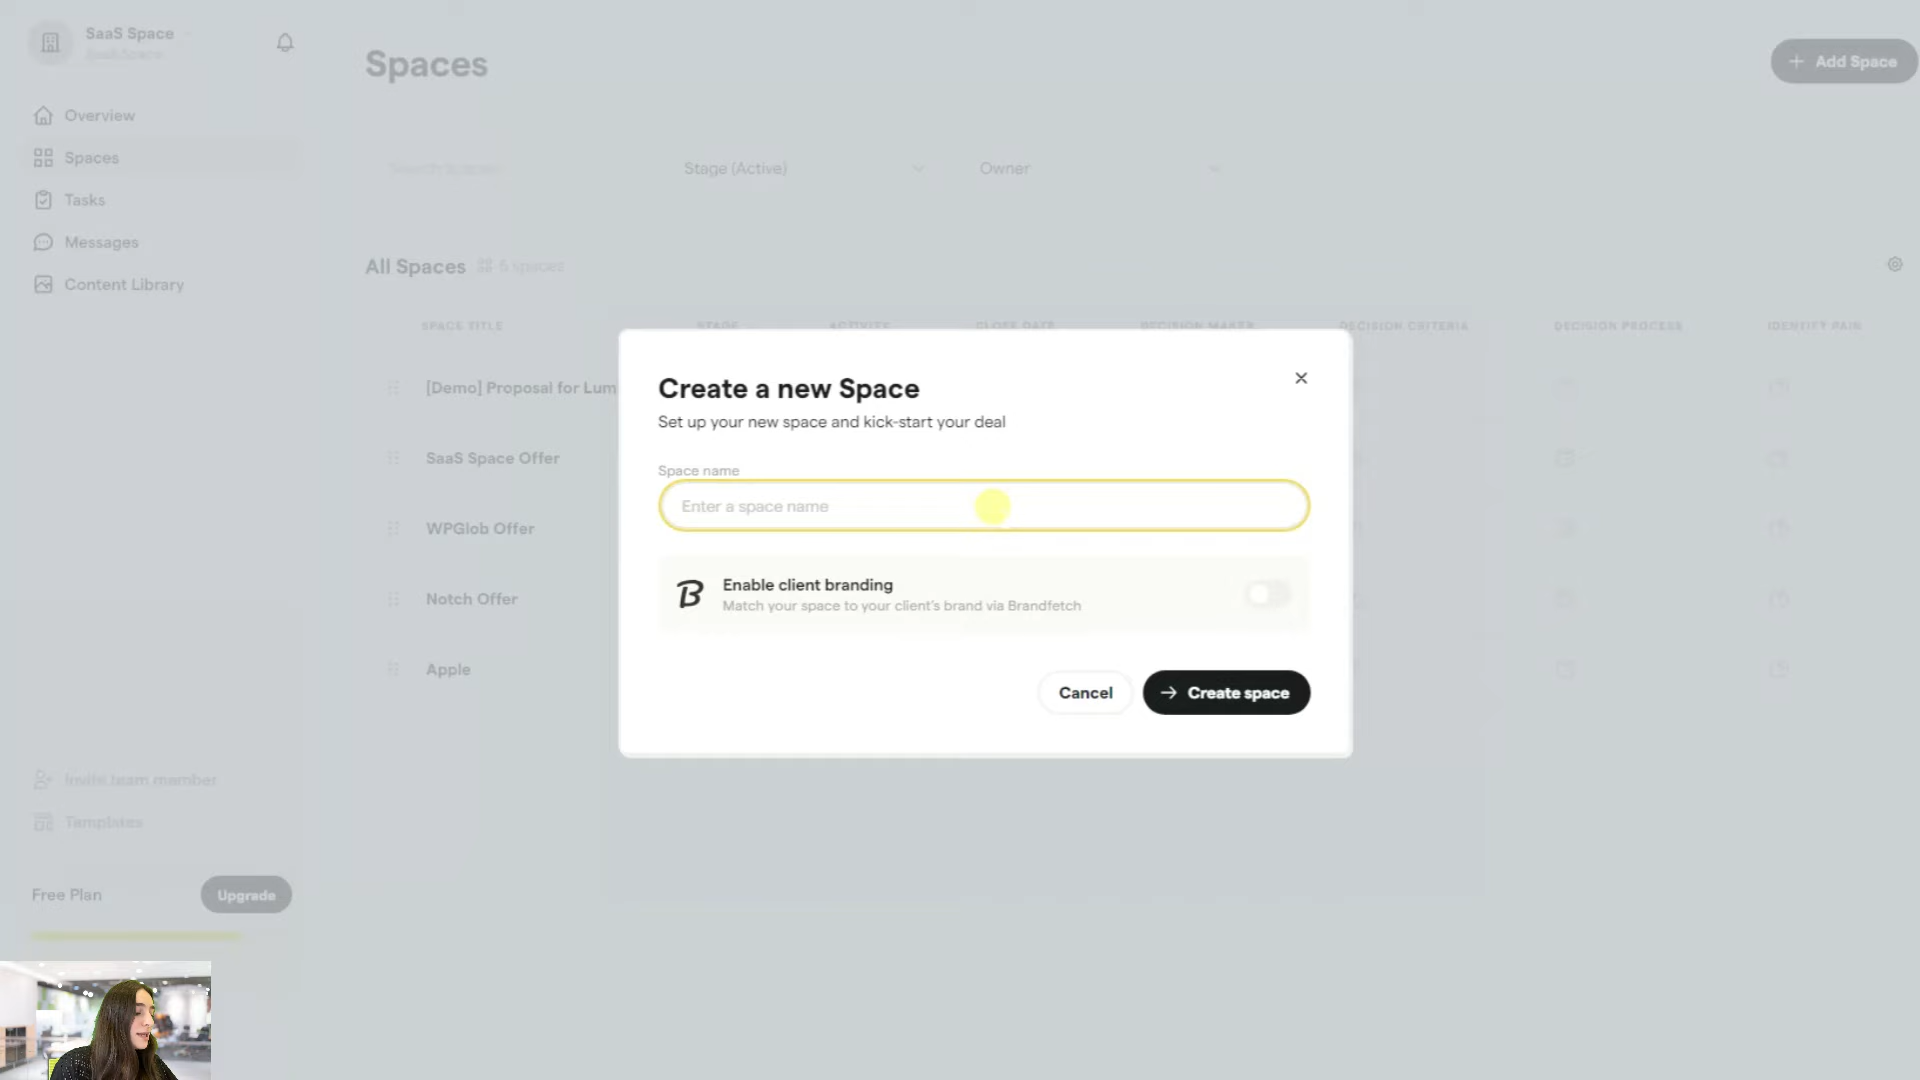 SaaS Space
Overview
Spaces
Tasks
Messages
Content Library
Invite team member
Templates
Free Plan
Upgrade
Spaces
+ Add Space
Stage (Active)
Owner
All Spaces 6 spaces
SPACE TITLE STAGE ACTIVITY CLOSE DATE DECISION MAKER DECISION CRITERIA DECISION PROCESS IDENTIFY PAIN
[Demo] Proposal for Lum
SaaS Space Offer
WPGlob Offer
Notch Offer
Apple
Create a new Space
Set up your new space and kick-start your deal
Space name
Enter a space name
Enable client branding
Match your space to your client's brand via Brandfetch
Cancel
→ Create space